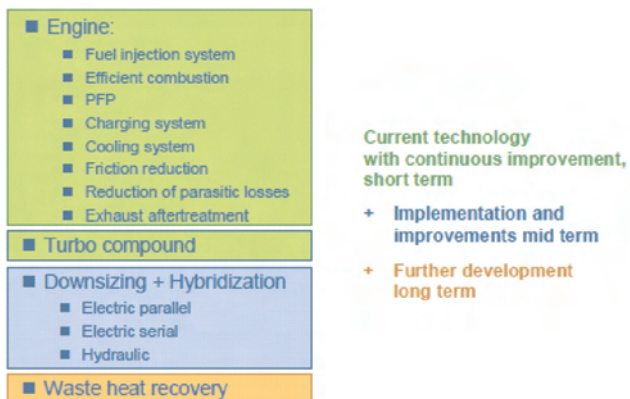 Engine:
Fuel injection system
Efficient combustion
PFP
Charging system
Cooling system
Friction reduction
Reduction of parasitic losses
Exhaust aftertreatment
Turbo compound
Downsizing + Hybridization
Electric parallel
Electric serial
Hydraulic
Waste heat recovery
Current technology
with continuous improvement,
short term
+ Implementation and
improvements mid term
+ Further development
long term